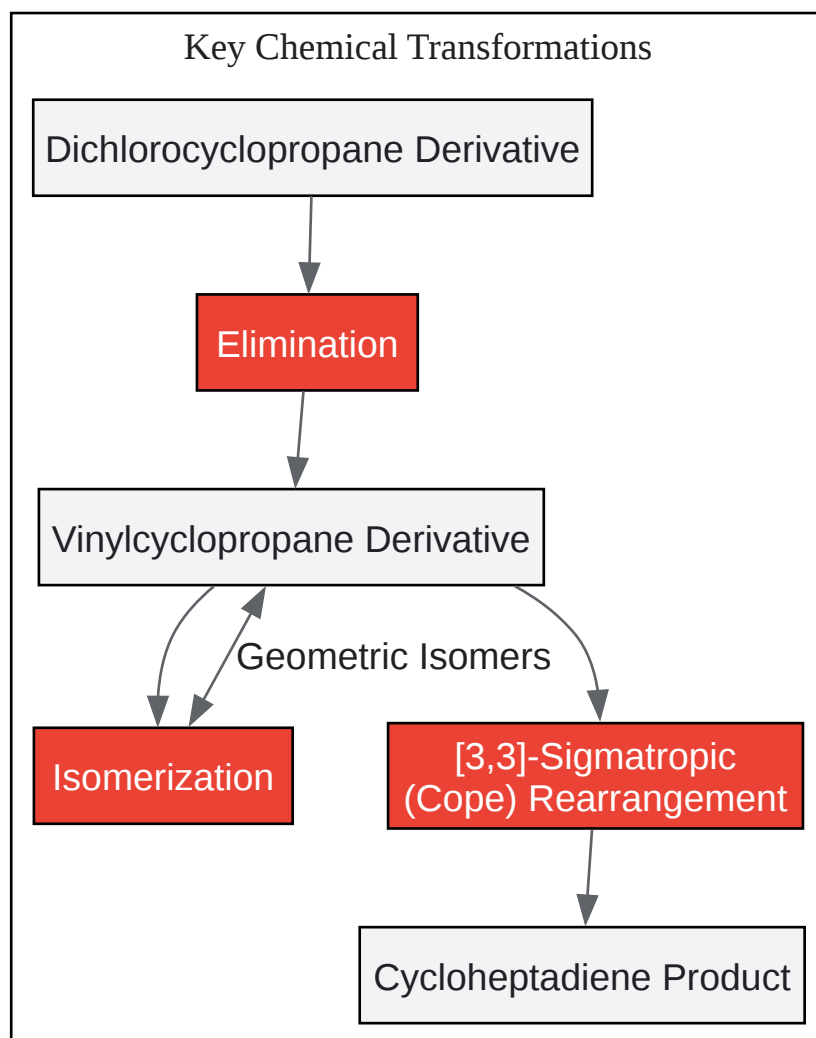 Key Chemical Transformations
Dichlorocyclopropane Derivative
Elimination
Vinylcyclopropane Derivative
Geometric Isomers
Isomerization
[3,3]-Sigmatropic
(Cope) Rearrangement
Cycloheptadiene Product